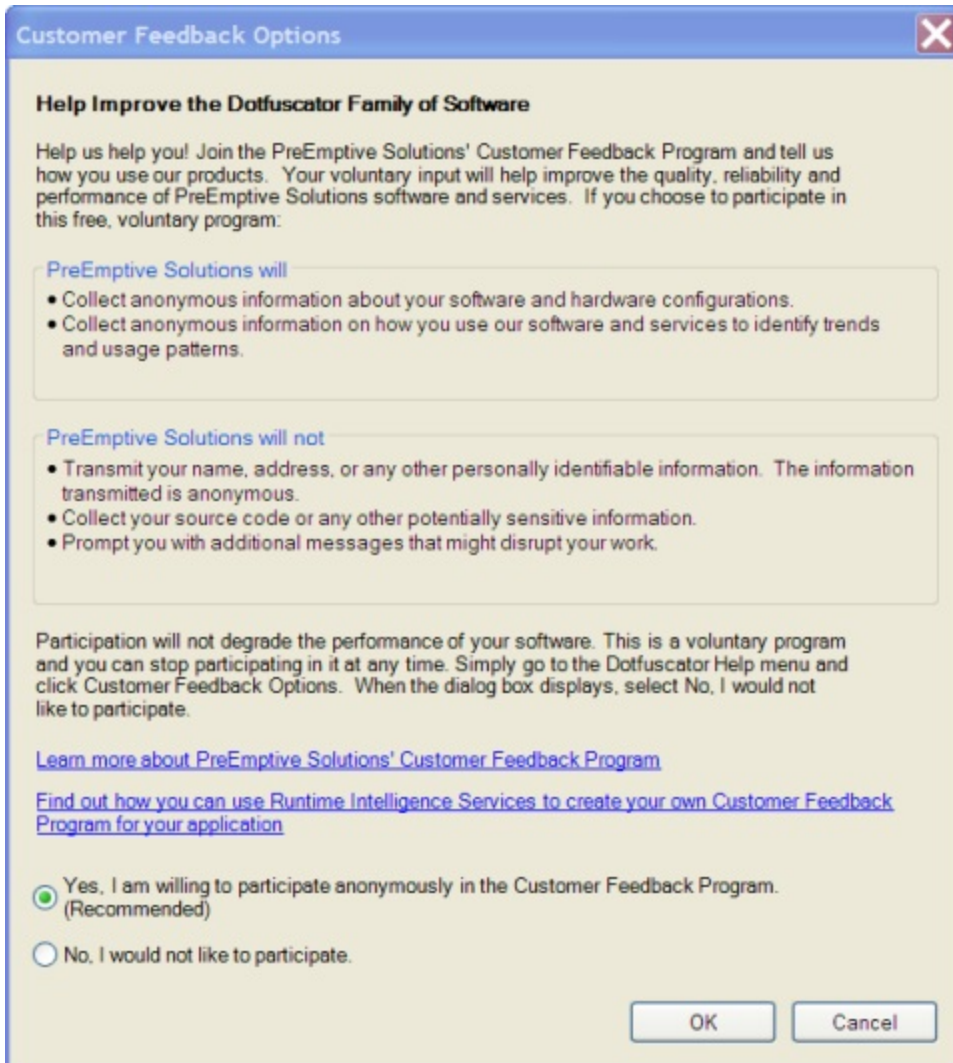 Customer Feedback Options
Help Improve the Dotfuscator Family of Software
Help us help you! Join the PreEmptive Solutions' Customer Feedback Program and tell us
how you use our products. Your voluntary input will help improve the quality, reliability and
performance of PreEmptive Solutions software and services. If you choose to participate in
this free, voluntary program:
PreEmptive Solutions will
• Collect anonymous information about your software and hardware configurations.
• Collect anonymous information on how you use our software and services to identify trends
and usage patterns.
PreEmptive Solutions will not
• Transmit your name, address, or any other personally identifiable information. The information
transmitted is anonymous.
• Collect your source code or any other potentially sensitive information.
• Prompt you with additional messages that might disrupt your work.
Participation will not degrade the performance of your software. This is a voluntary program
and you can stop participating in it at any time. Simply go to the Dotfuscator Help menu and
click Customer Feedback Options. When the dialog box displays, select No, I would not
like to participate.
Learn more about PreEmptive Solutions' Customer Feedback Program
Find out how you can use Runtime Intelligence Services to create your own Customer Feedback
Program for your application
Yes, I am willing to participate anonymously in the Customer Feedback Program.
(Recommended)
No, I would not like to participate.
OK Cancel